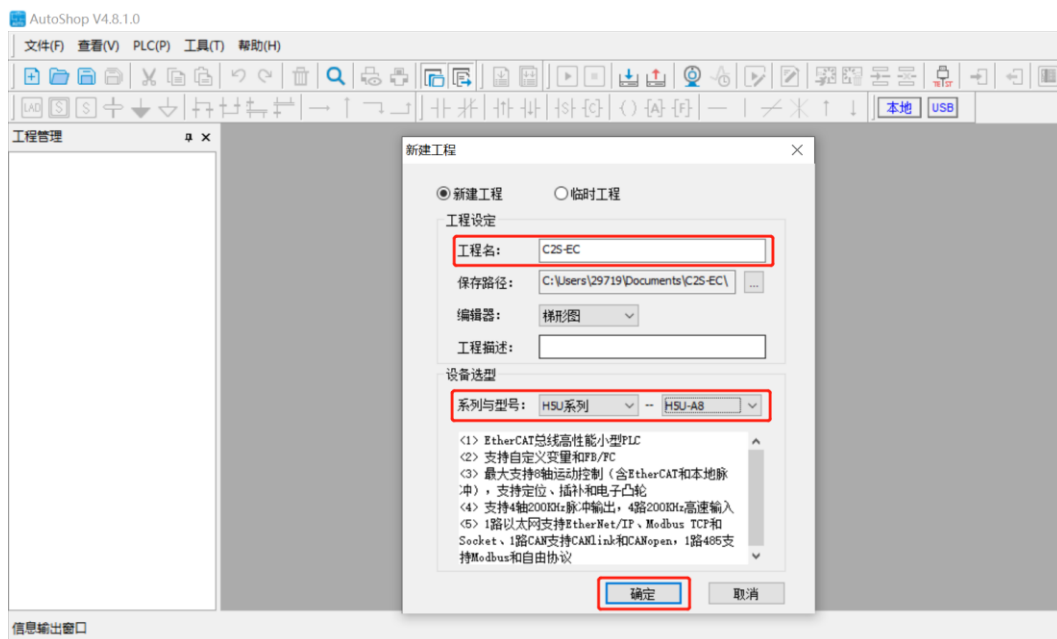 AutoShop V4.8.1.0
文件(F) 查看(V) PLC(P) 工具(T) 帮助(H)
LAD S S 本地 USB
工程管理
新建工程
新建工程 临时工程
工程设定
工程名: C2S-EC
保存路径: C:\Users\29719\Documents\C2S-EC\ ...
编辑器: 梯形图
工程描述:
设备选型
系列与型号: H5U系列 -- H5U-A8
<1> EtherCAT总线高性能小型PLC
<2> 支持自定义变量和FB/FC
<3> 最大支持8轴运动控制(含EtherCAT和本地脉
冲),支持定位、插补和电子凸轮
<4> 支持4轴200KHz脉冲输出,4路200KHz高速输入
<5> 1路以太网支持EtherNet/IP、Modbus TCP和
Socket、1路CAN支持CANlink和CANopen,1路485支
持Modbus和自由协议
确定 取消
信息输出窗口